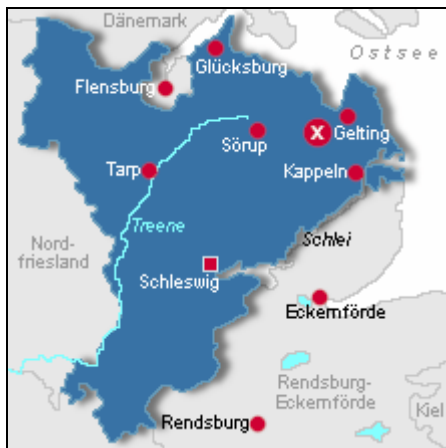 Dänemark
Ostsee
Glücksburg
Flensburg
X
Gelting
Sörup
Tarp
Kappeln
Treene
Schlei
Nord-
friesland
Schleswig
Eckernförde
Rendsburg-
Eckernförde
Kiel
Rendsburg